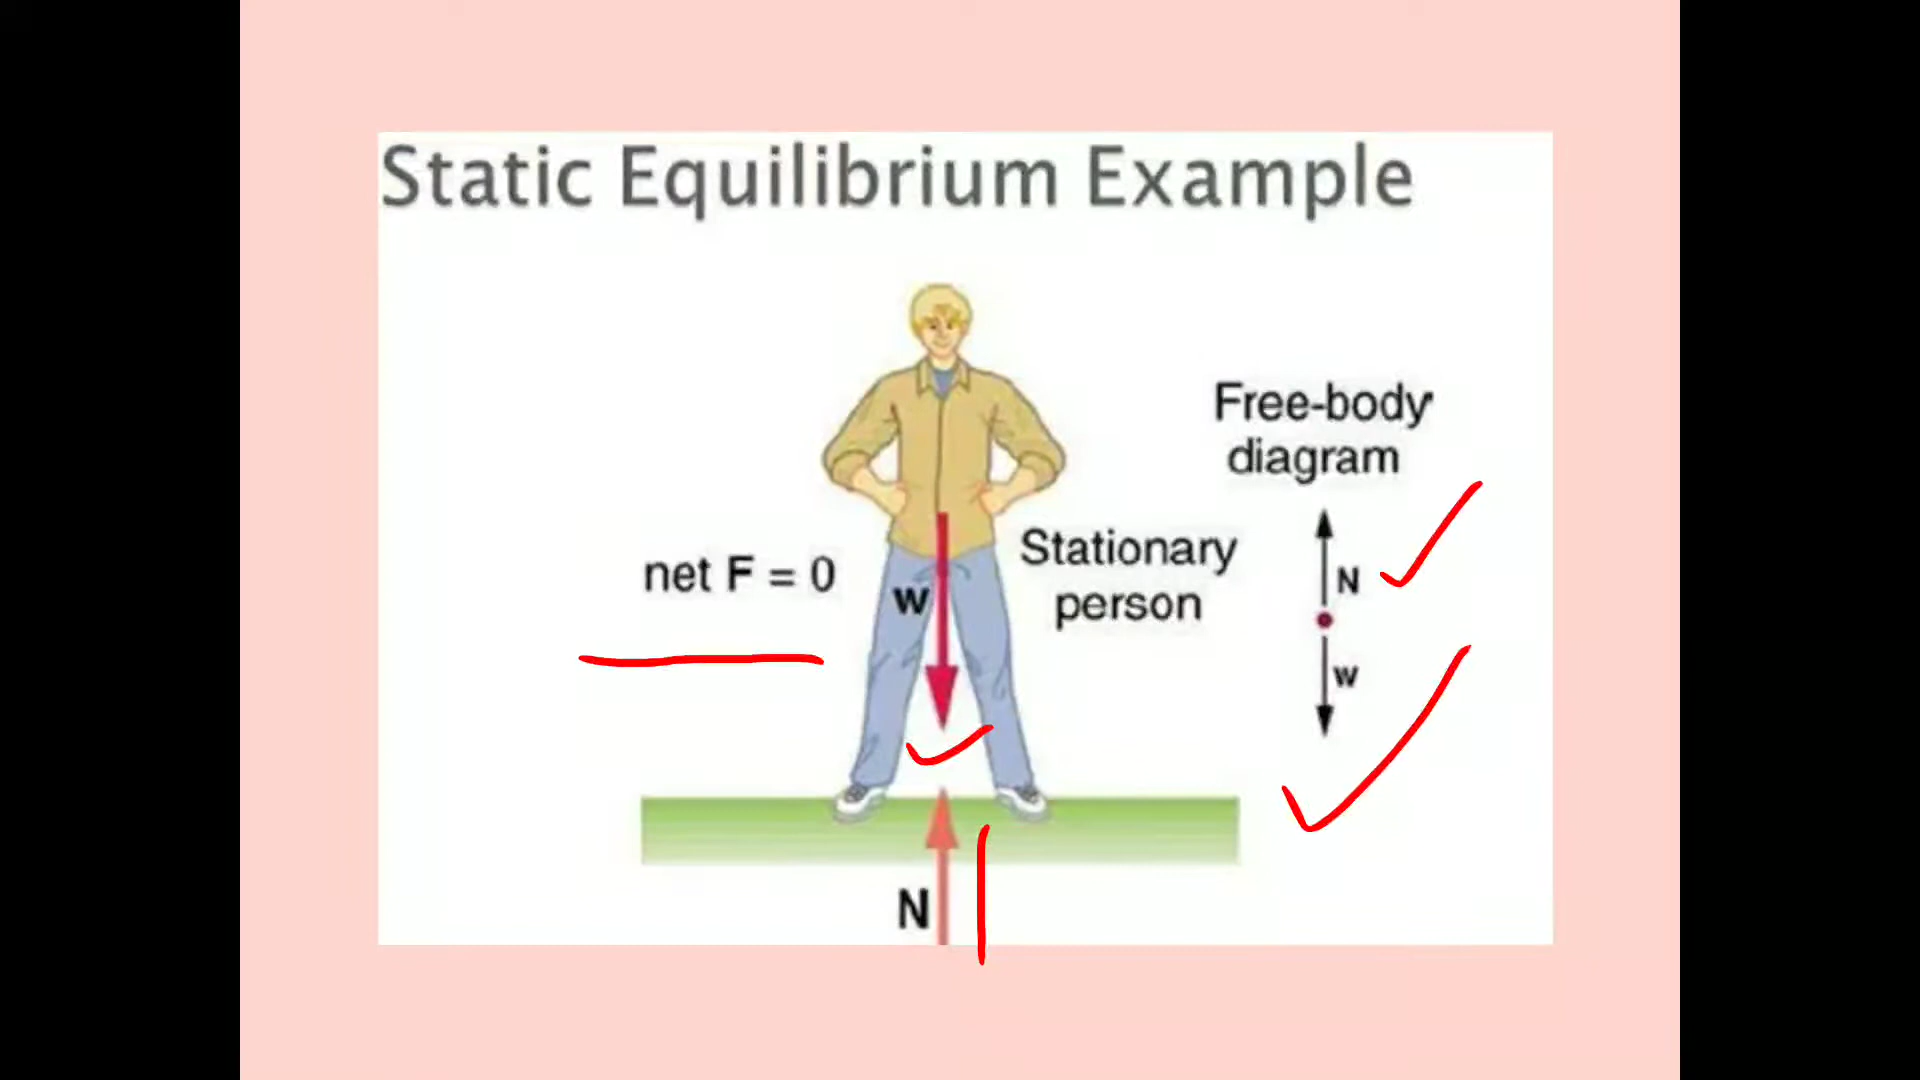 Static Equilibrium Example
Free-body
diagram
net F = 0
w
Stationary
person
N
w
N